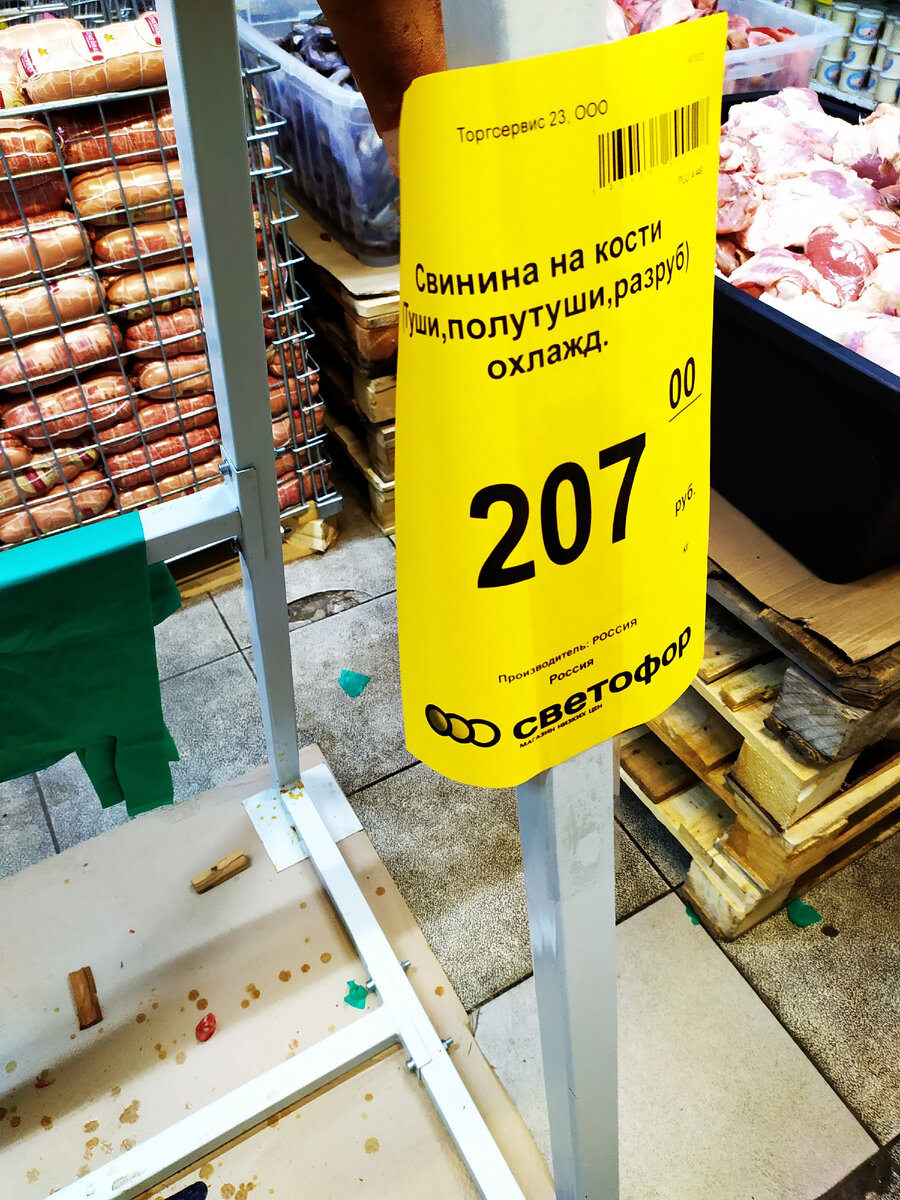 Торгсервис 23, ООО
Свинина на кости
(Туши,полутуши,разруб)
охлажд.
207
00
руб.
кг
Производитель: РОССИЯ
Россия
светофор
МАГАЗИН НИЗКИХ ЦЕН